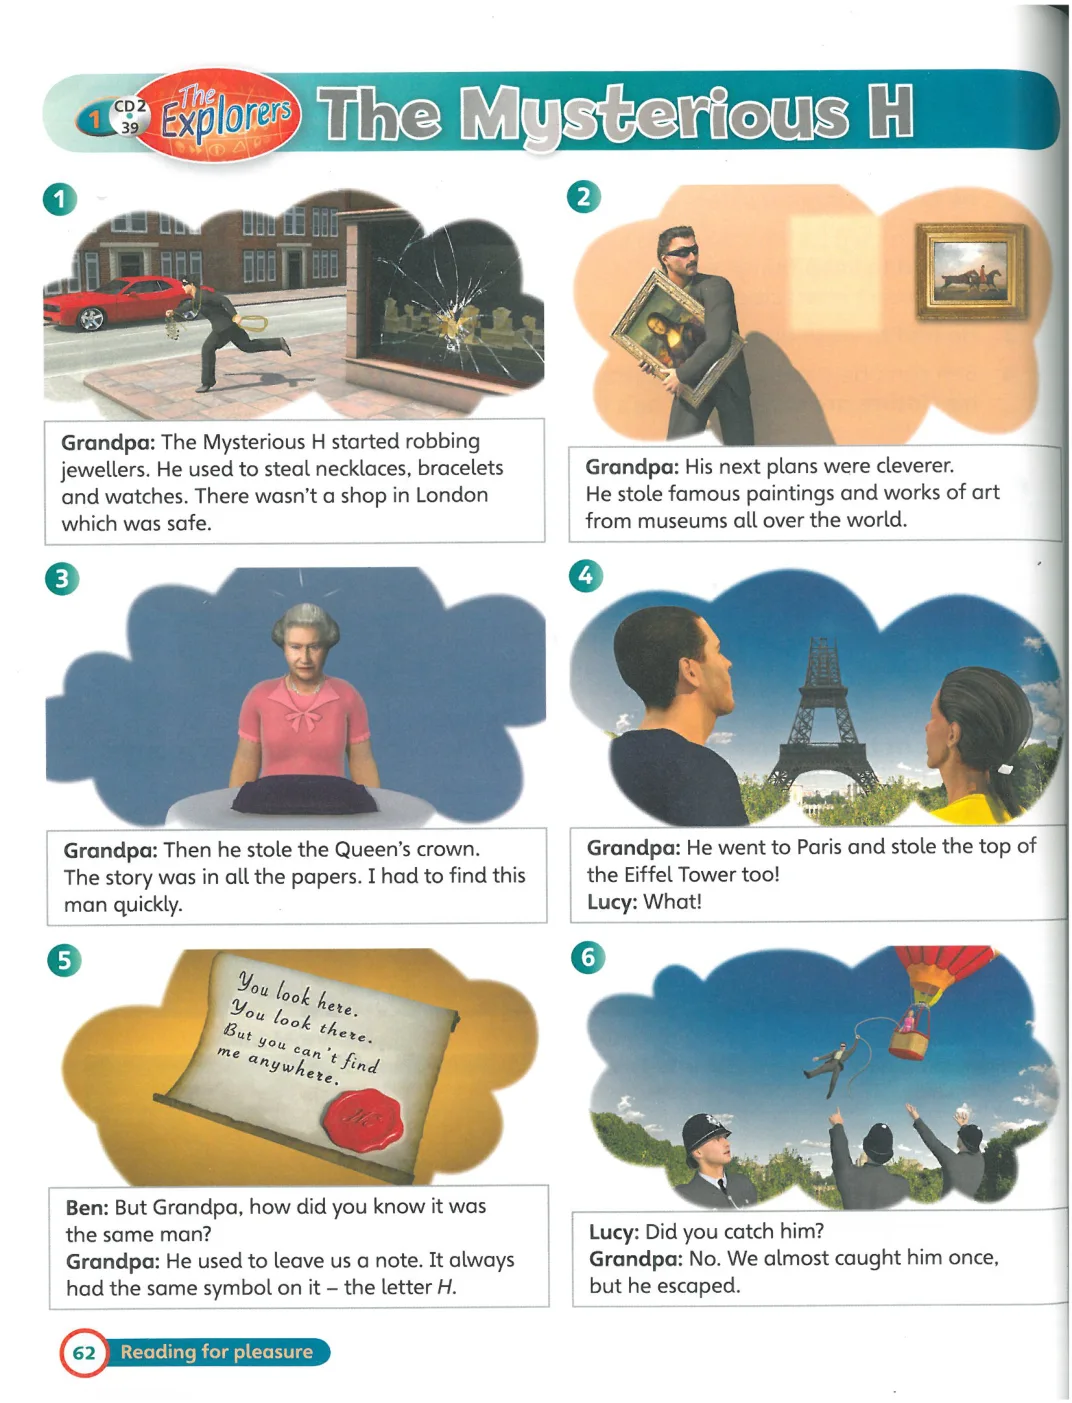 1 CD2 39
The Explorers
The Mysterious H
1
Grandpa: The Mysterious H started robbing
jewellers. He used to steal necklaces, bracelets
and watches. There wasn't a shop in London
which was safe.
2
Grandpa: His next plans were cleverer.
He stole famous paintings and works of art
from museums all over the world.
3
Grandpa: Then he stole the Queen's crown.
The story was in all the papers. I had to find this
man quickly.
4
Grandpa: He went to Paris and stole the top of
the Eiffel Tower too!
Lucy: What!
5
You look here.
You look there.
But you can't find
me anywhere.
H
Ben: But Grandpa, how did you know it was
the same man?
Grandpa: He used to leave us a note. It always
had the same symbol on it – the letter H.
6
Lucy: Did you catch him?
Grandpa: No. We almost caught him once,
but he escaped.
62 Reading for pleasure